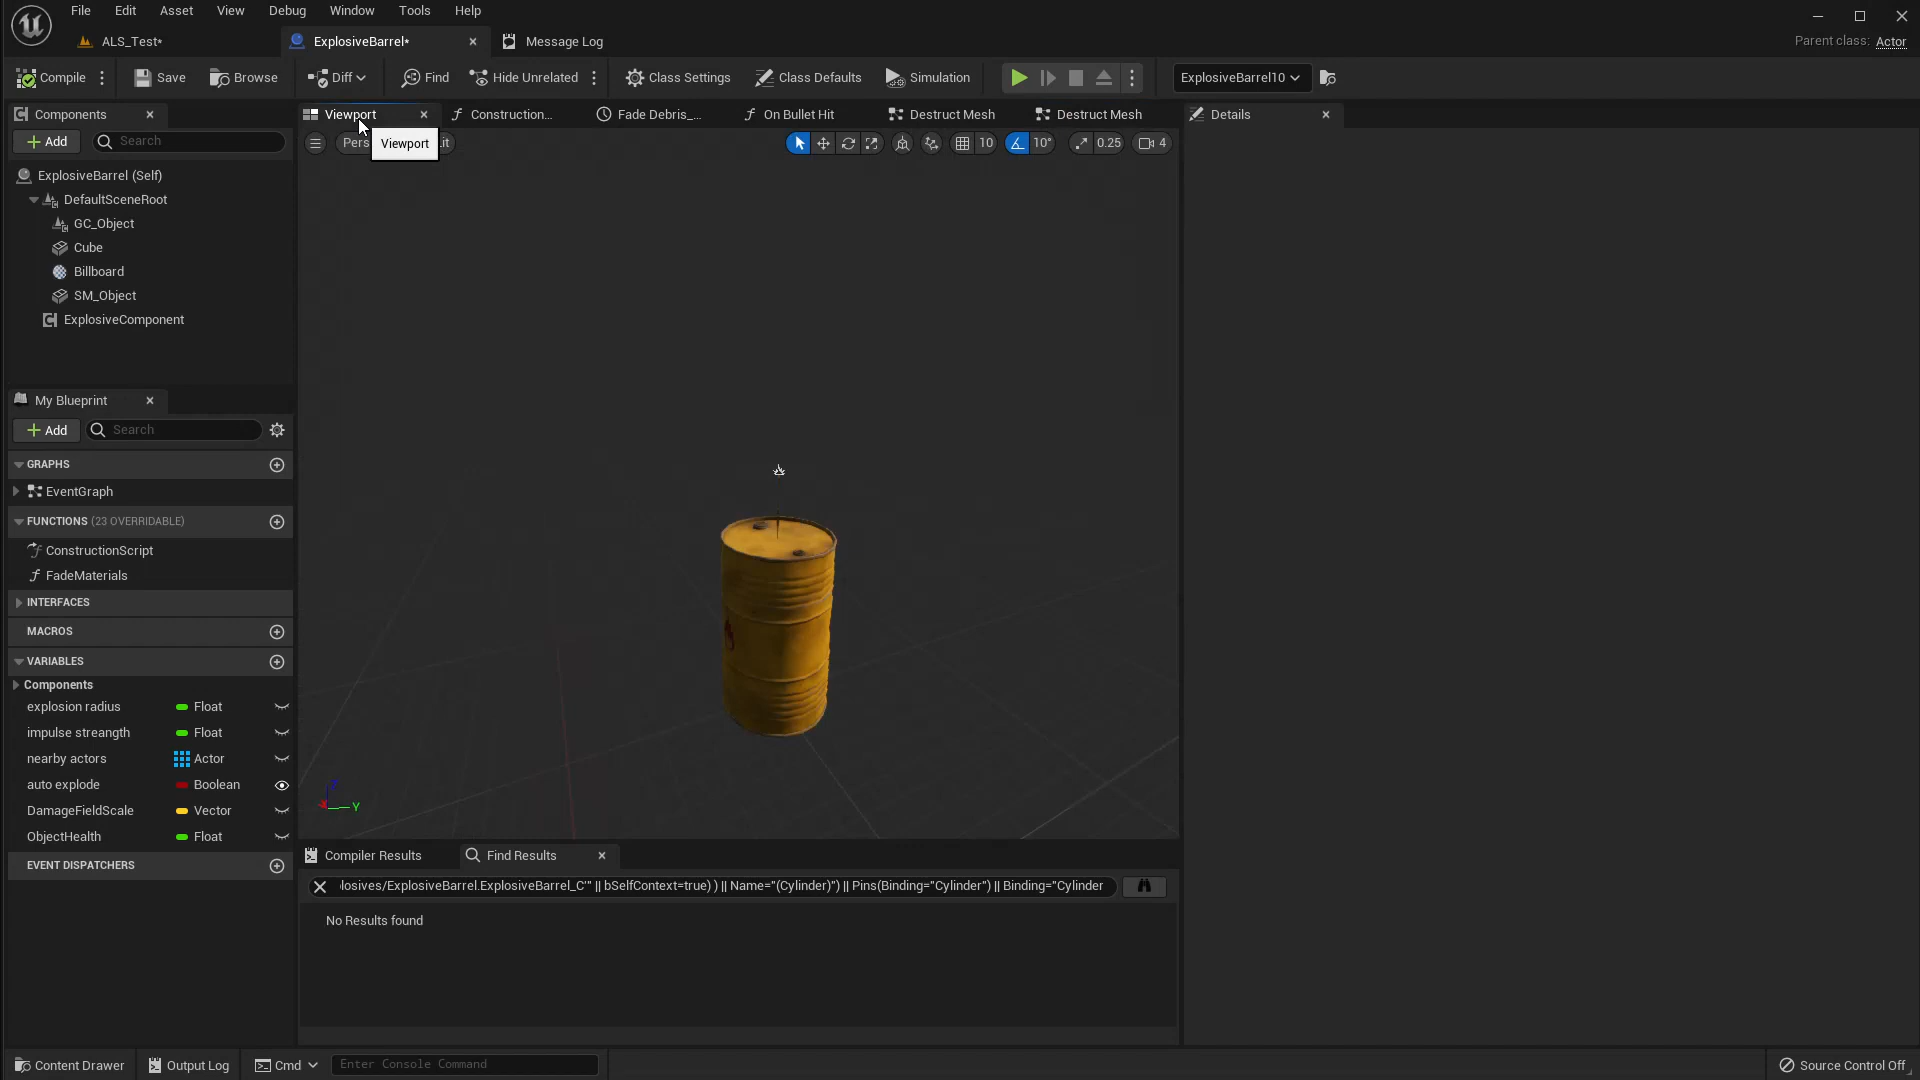 File Edit Asset View Debug Window Tools Help
ALS_Test*
ExplosiveBarrel*
Message Log
Parent class: Actor
Compile
Save
Browse
Diff
Find
Hide Unrelated
Class Settings
Class Defaults
Simulation
ExplosiveBarrel10
Components
Viewport
Construction...
Fade Debris_...
On Bullet Hit
Destruct Mesh
Destruct Mesh
Details
Add
Search
Pers
Viewport
it
10
10°
0.25
4
ExplosiveBarrel (Self)
DefaultSceneRoot
GC_Object
Cube
Billboard
SM_Object
ExplosiveComponent
My Blueprint
Add
Search
GRAPHS
EventGraph
FUNCTIONS (23 OVERRIDABLE)
ConstructionScript
FadeMaterials
INTERFACES
MACROS
VARIABLES
Components
explosion radius Float
impulse streangth Float
nearby actors Actor
auto explode Boolean
DamageFieldScale Vector
ObjectHealth Float
EVENT DISPATCHERS
Y
Compiler Results
Find Results
losives/ExplosiveBarrel.ExplosiveBarrel_C'" || bSelfContext=true) ) || Name="(Cylinder)") || Pins(Binding="Cylinder") || Binding="Cylinder
No Results found
Content Drawer
Output Log
Cmd
Enter Console Command
Source Control Off